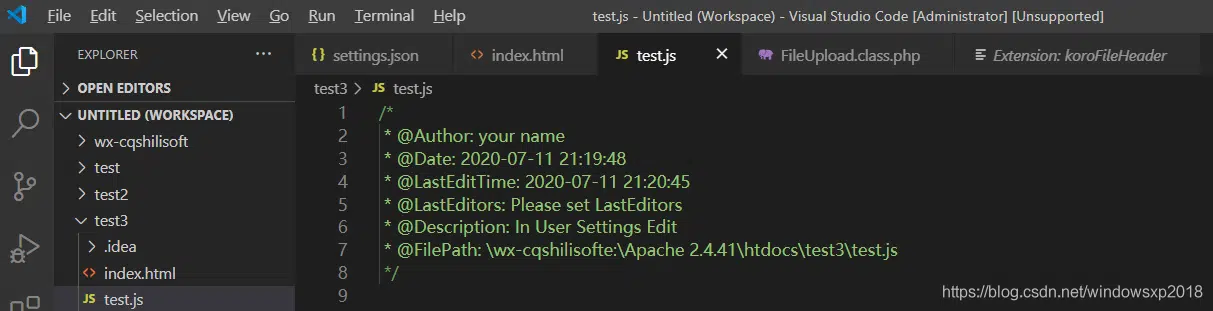 File Edit Selection View Go Run Terminal Help test.js - Untitled (Workspace) - Visual Studio Code [Administrator] [Unsupported]
EXPLORER ···
{} settings.json <> index.html JS test.js × FileUpload.class.php Extension: koroFileHeader
> OPEN EDITORS
test3 > JS test.js
UNTITLED (WORKSPACE)
> wx-cqshilisoft
> test
> test2
test3
> .idea
<> index.html
JS test.js
1 /*
2 * @Author: your name
3 * @Date: 2020-07-11 21:19:48
4 * @LastEditTime: 2020-07-11 21:20:45
5 * @LastEditors: Please set LastEditors
6 * @Description: In User Settings Edit
7 * @FilePath: \wx-cqshilisofte:\Apache 2.4.41\htdocs\test3\test.js
8 */
9
https://blog.csdn.net/windowsxp2018